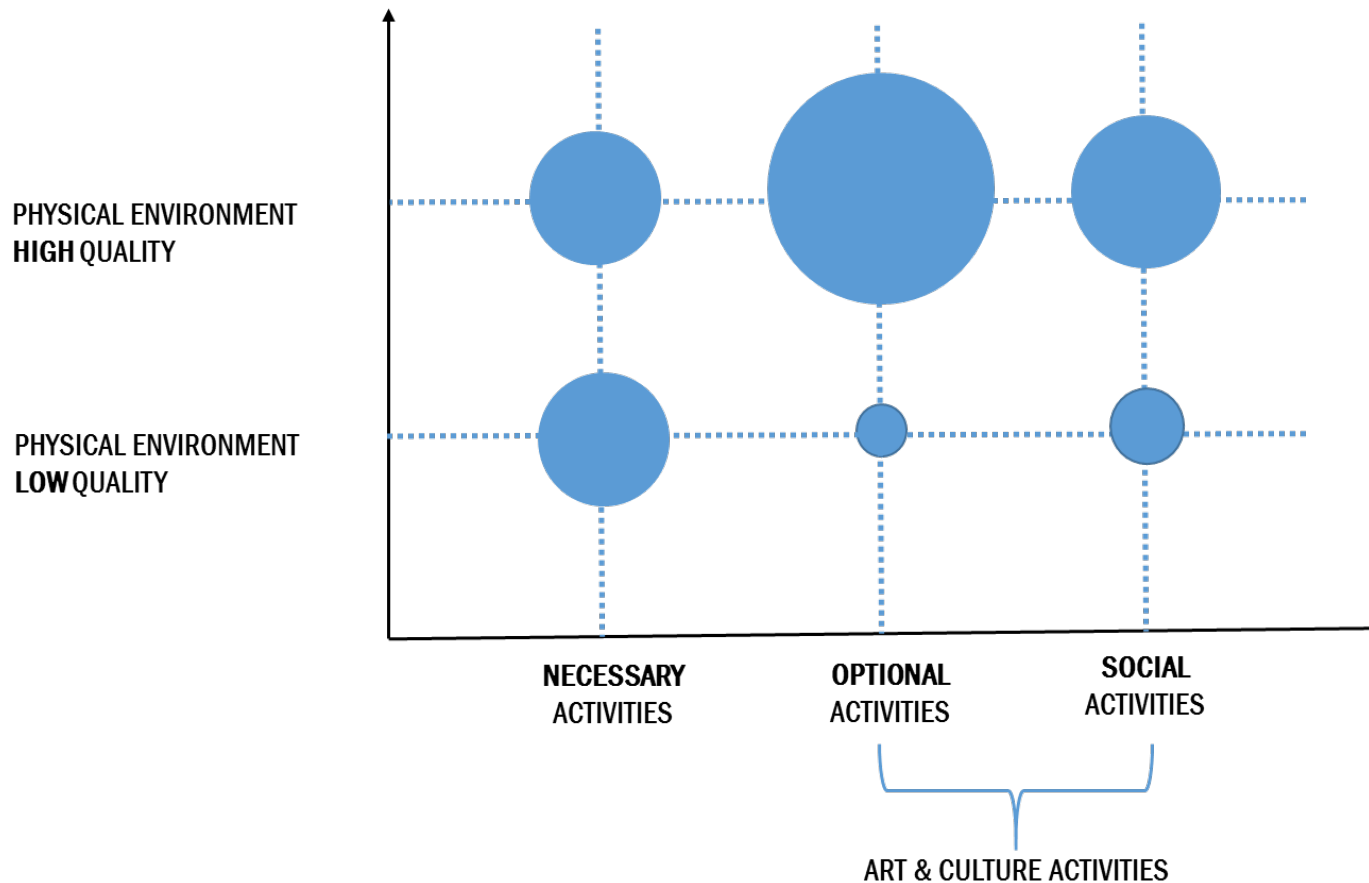 PHYSICAL ENVIRONMENT
HIGH QUALITY
PHYSICAL ENVIRONMENT
LOW QUALITY
NECESSARY
ACTIVITIES
OPTIONAL
ACTIVITIES
SOCIAL
ACTIVITIES
ART & CULTURE ACTIVITIES